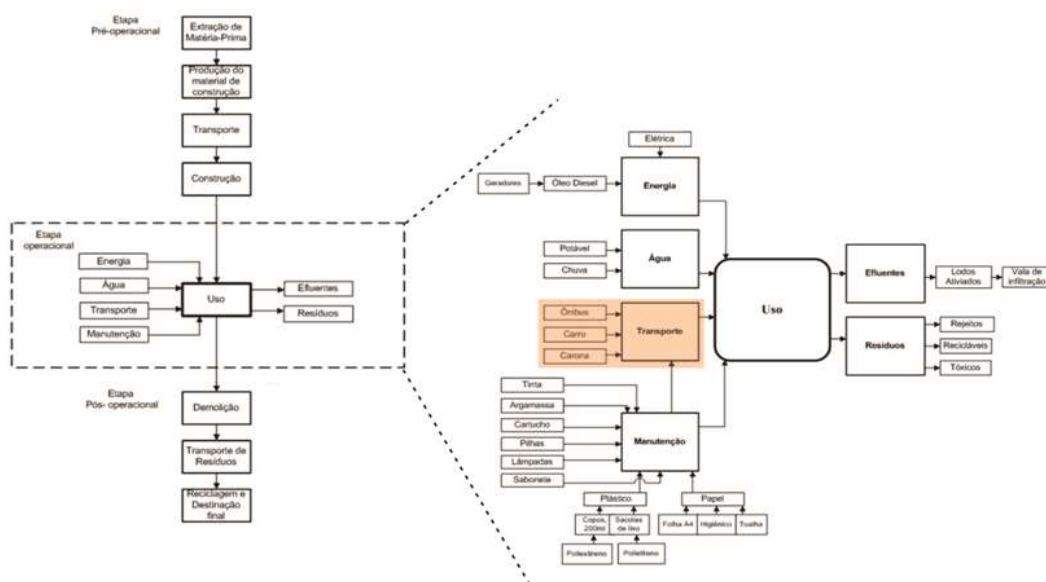 Etapa
Pré-operacional
Extração de
Matéria-Prima
Produção do
material de
construção
Transporte
Construção
Etapa
operacional
Energia
Água
Transporte
Manutenção
Uso
Efluentes
Resíduos
Etapa
Pós- operacional
Demolição
Transporte de
Resíduos
Reciclagem e
Destinação
final
Elétrica
Geradores
Óleo Diesel
Energia
Potável
Chuva
Água
Ônibus
Carro
Carona
Transporte
Uso
Efluentes
Lodos
Ativiados
Vala de
infiltração
Resíduos
Rejeitos
Recicláveis
Tóxicos
Tinta
Argamassa
Cartucho
Pilhas
Lâmpadas
Sabonete
Manutenção
Plástico
Papel
Copos,
200ml
Sacolas
de lixo
Folha A4
Higiênico
Toalha
Poliestireno
Polietileno